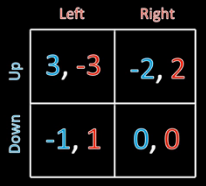 Left Right
Up 3, -3 -2, 2
Down -1, 1 0, 0